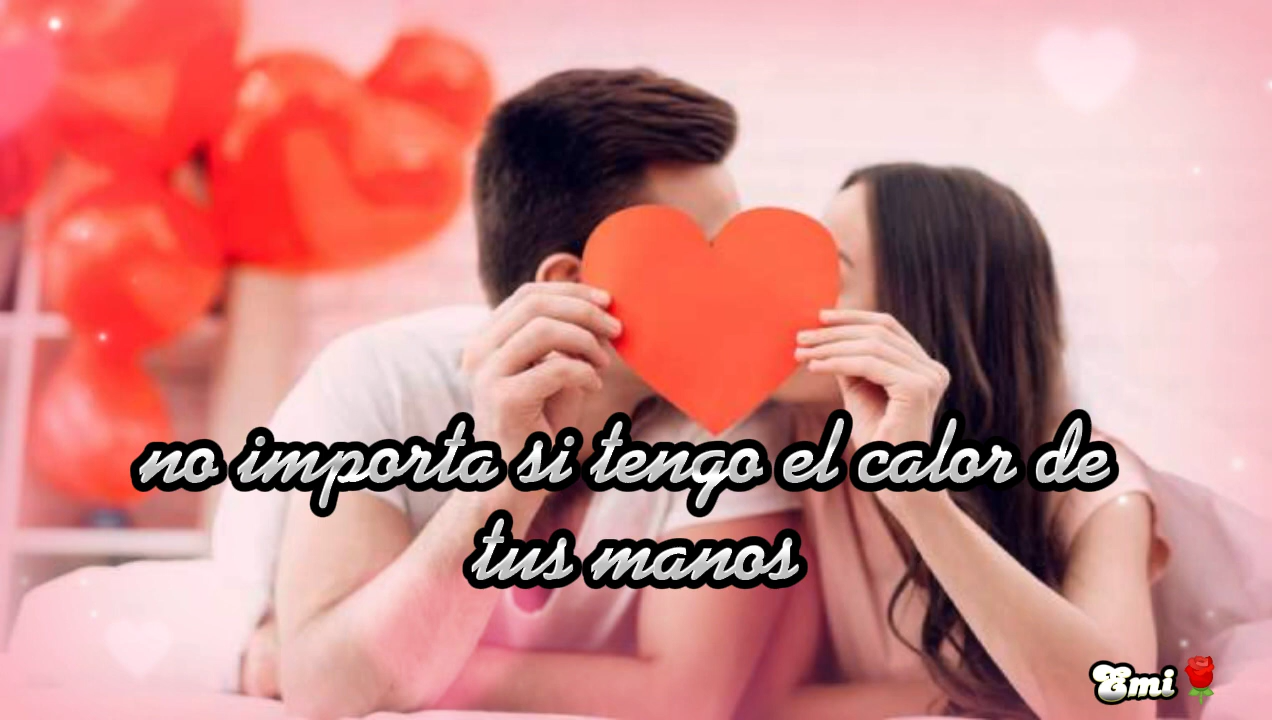 no importa si tengo el calor de
tus manos
Emi🌹